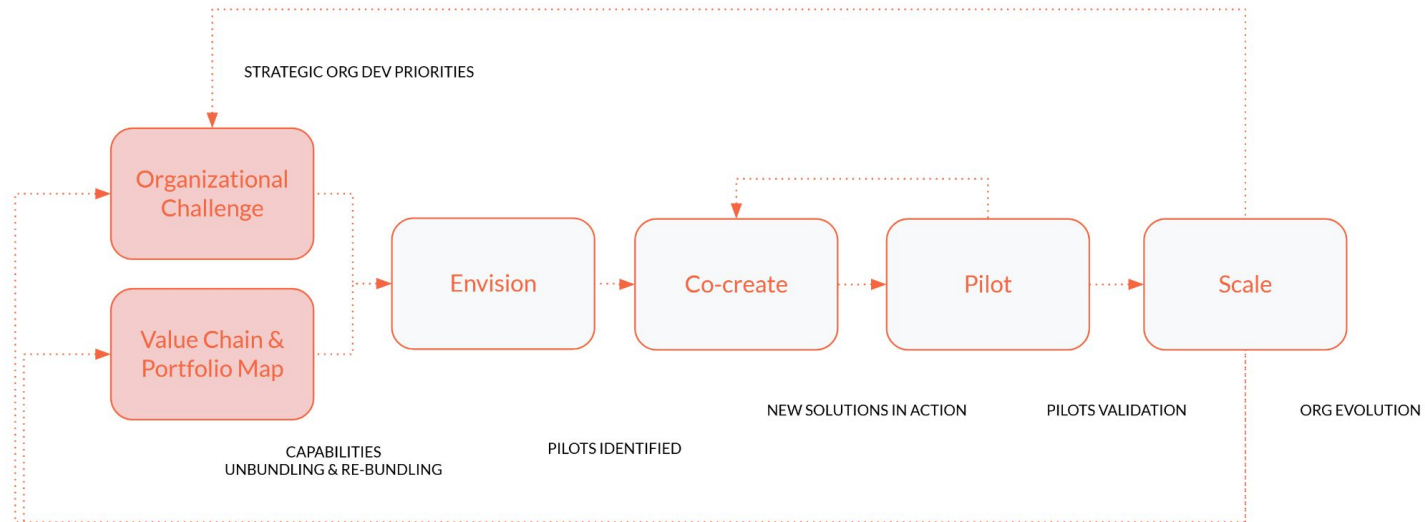 STRATEGIC ORG DEV PRIORITIES
Organizational
Challenge
Value Chain &
Portfolio Map
Envision
Co-create
Pilot
Scale
CAPABILITIES
UNBUNDLING & RE-BUNDLING
PILOTS IDENTIFIED
NEW SOLUTIONS IN ACTION
PILOTS VALIDATION
ORG EVOLUTION